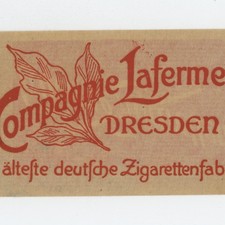 Compagnie Laferme
DRESDEN
älteſte deutſche Zigarettenfab